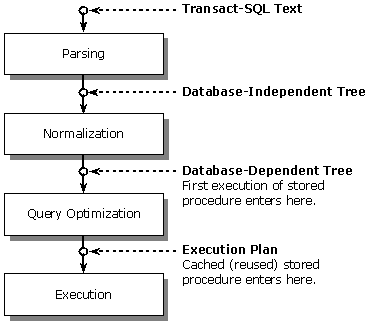 Transact-SQL Text
Parsing
Database-Independent Tree
Normalization
Database-Dependent Tree
First execution of stored
procedure enters here.
Query Optimization
Execution Plan
Cached (reused) stored
procedure enters here.
Execution